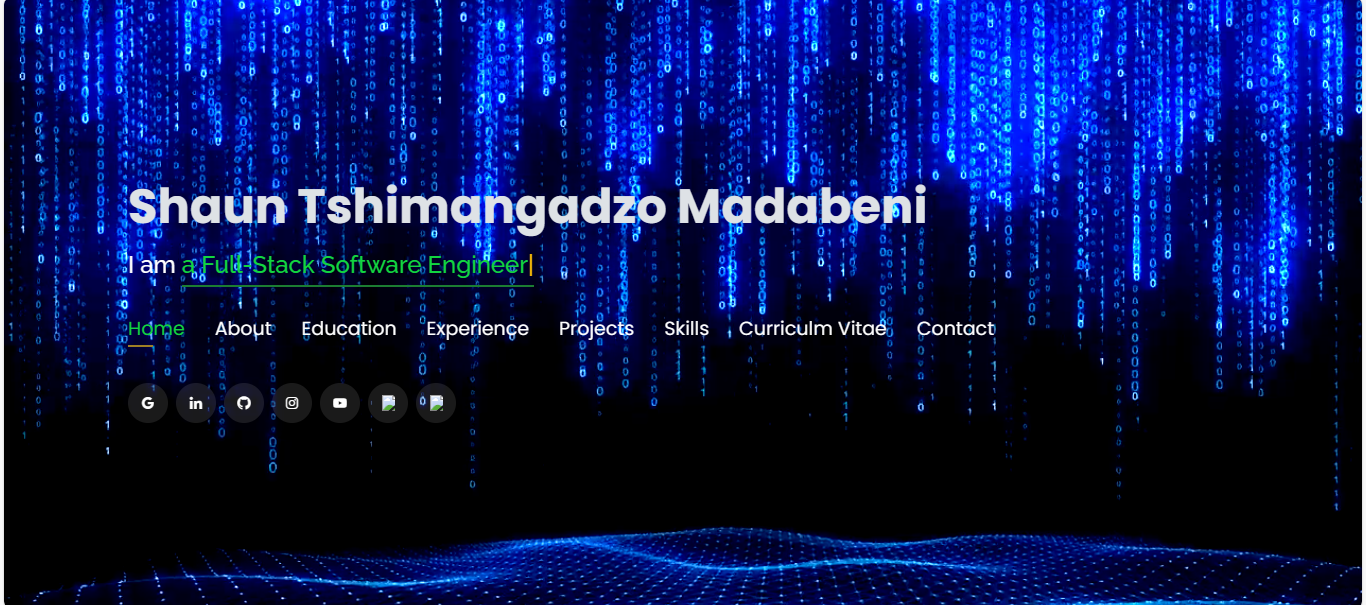 Shaun Tshimangadzo Madabeni
I am a Full-Stack Software Engineer|
Home About Education Experience Projects Skills Curriculm Vitae Contact